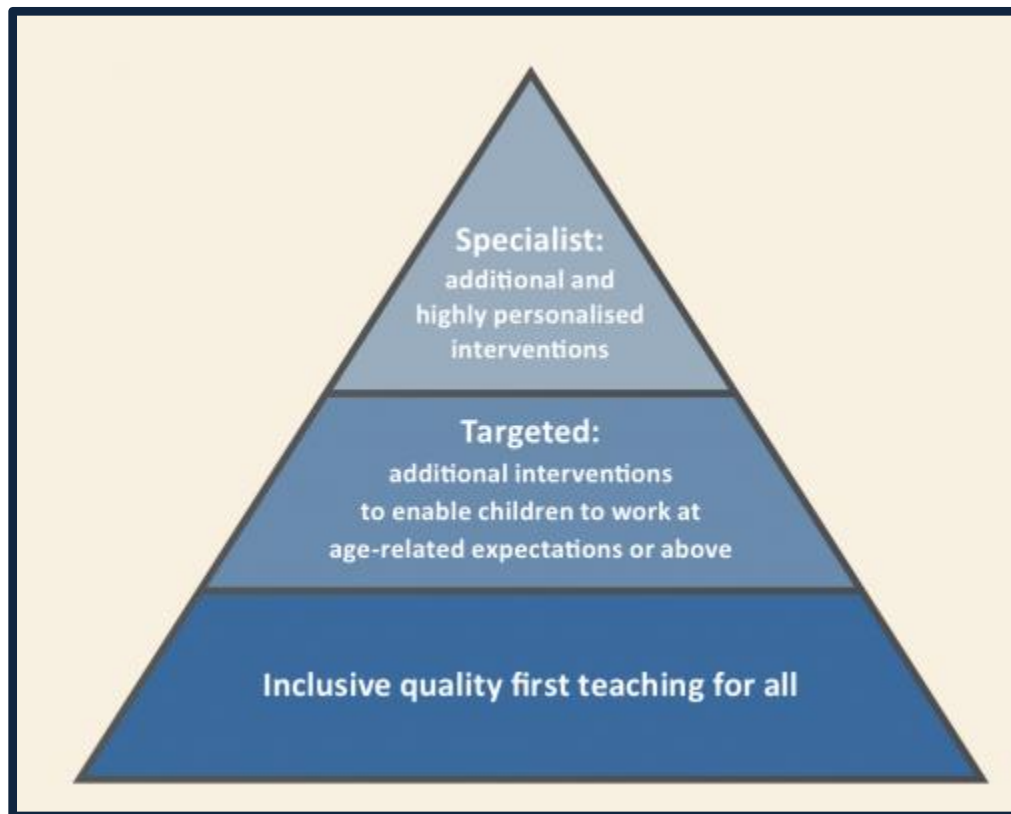 Specialist:
additional and
highly personalised
interventions
Targeted:
additional interventions
to enable children to work at
age-related expectations or above
Inclusive quality first teaching for all